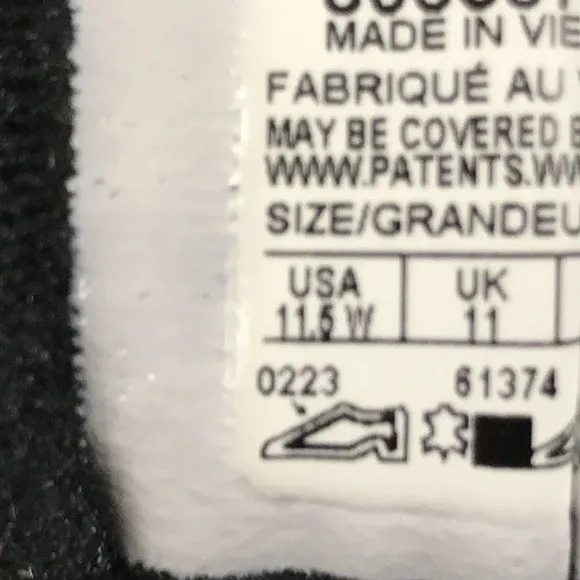 MADE IN VIE
FABRIQUÉ AU
MAY BE COVERED
WWW.PATENTS.WW
SIZE/GRANDEU
USA UK
11.5 W 11
0223 61374